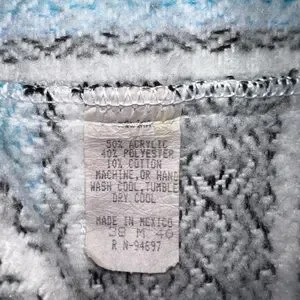 50% ACRYLIC
40% POLYESTER
10% COTTON
MACHINE, OR HAND
WASH COOL, TUMBLE
DRY COOL
MADE IN MEXICO
38 M 40
R N-94697